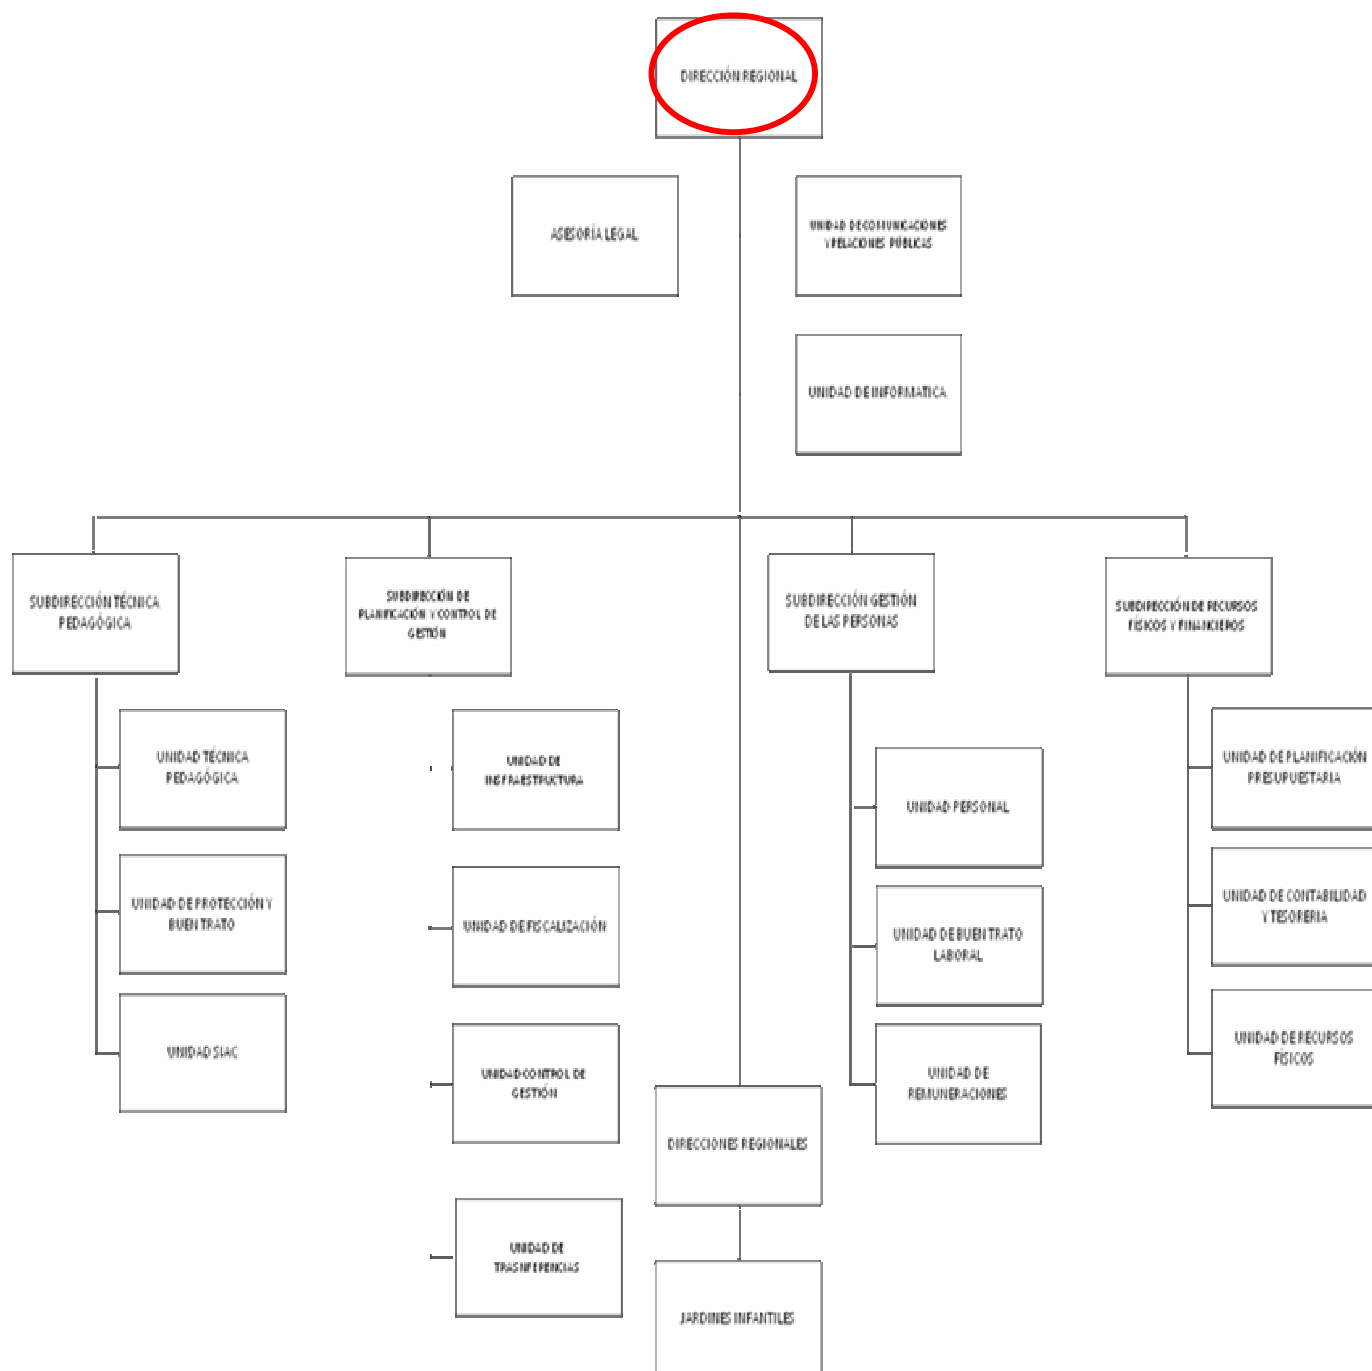 DIRECCIÓN REGIONAL
ASESORÍA LEGAL
UNIDAD DE COMUNICACIONES
Y RELACIONES PÚBLICAS
UNIDAD DE INFORMATICA
SUBDIRECCIÓN TÉCNICA
PEDAGÓGICA
SUBDIRECCIÓN DE
PLANIFICACIÓN Y CONTROL DE
GESTIÓN
SUBDIRECCIÓN GESTIÓN
DE LAS PERSONAS
SUBDIRECCIÓN DE RECURSOS
FÍSICOS Y FINANCIEROS
UNIDAD TÉCNICA
PEDAGÓGICA
UNIDAD DE PROTECCIÓN Y
BUEN TRATO
UNIDAD SIAC
UNIDAD DE
INSFRAESTRUCTURA
UNIDAD DE FISCALIZACIÓN
UNIDAD CONTROL DE
GESTIÓN
UNIDAD DE
TRASNFERENCIAS
DIRECCIONES REGIONALES
JARDINES INFANTILES
UNIDAD PERSONAL
UNIDAD DE BUEN TRATO
LABORAL
UNIDAD DE
REMUNERACIONES
UNIDAD DE PLANIFICACIÓN
PRESUPUESTARIA
UNIDAD DE CONTABILIDAD
Y TESORERIA
UNIDAD DE RECURSOS
FÍSICOS